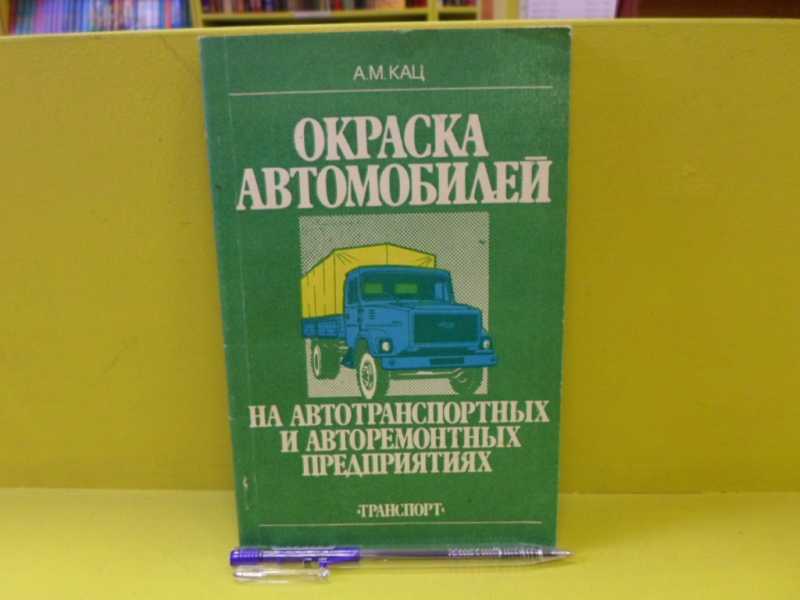 А.М. КАЦ
ОКРАСКА
АВТОМОБИЛЕЙ
НА АВТОТРАНСПОРТНЫХ
И АВТОРЕМОНТНЫХ
ПРЕДПРИЯТИЯХ
«ТРАНСПОРТ»